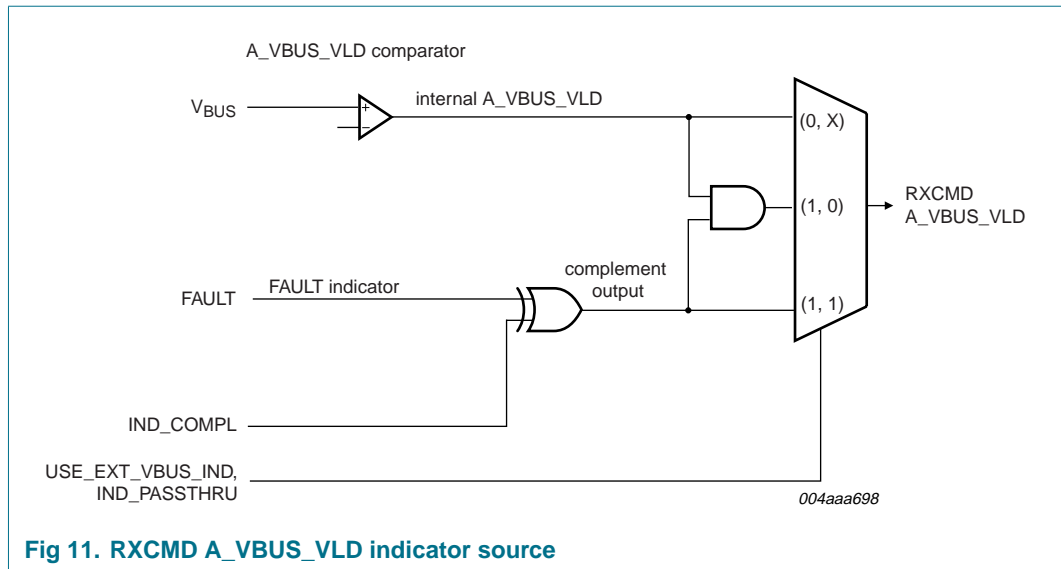 A_VBUS_VLD comparator
VBUS
+
−
internal A_VBUS_VLD
(0, X)
(1, 0)
RXCMD
A_VBUS_VLD
complement
output
FAULT
FAULT indicator
(1, 1)
IND_COMPL
USE_EXT_VBUS_IND,
IND_PASSTHRU
004aaa698
Fig 11. RXCMD A_VBUS_VLD indicator source